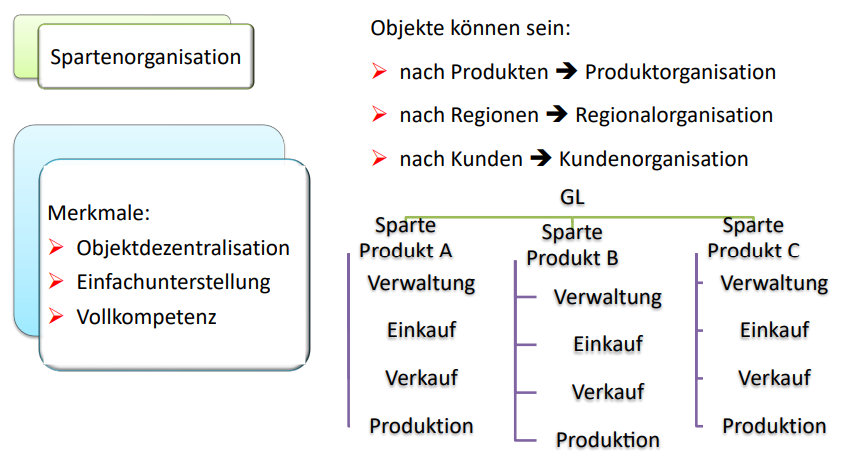 Spartenorganisation
Merkmale:
Objektdezentralisation
Einfachunterstellung
Vollkompetenz
Objekte können sein:
nach Produkten ➔ Produktorganisation
nach Regionen ➔ Regionalorganisation
nach Kunden ➔ Kundenorganisation
GL
Sparte
Produkt A
Verwaltung
Einkauf
Verkauf
Produktion
Sparte
Produkt B
Verwaltung
Einkauf
Verkauf
Produktion
Sparte
Produkt C
Verwaltung
Einkauf
Verkauf
Produktion